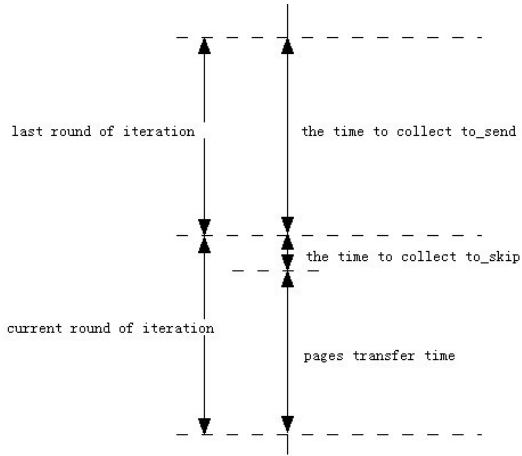 last round of iteration
the time to collect to_send
the time to collect to_skip
current round of iteration
pages transfer time